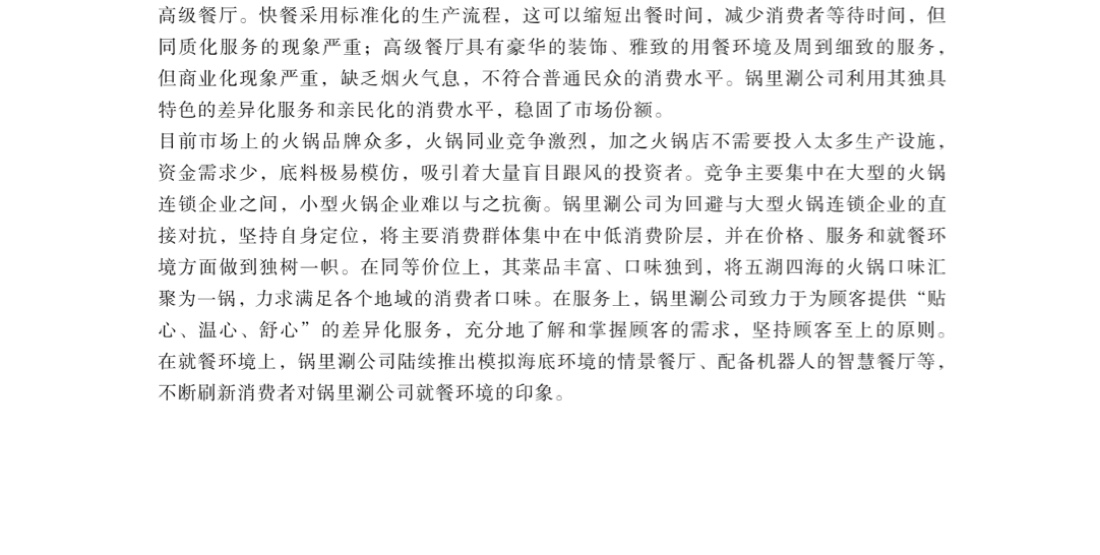 高级餐厅。快餐采用标准化的生产流程，这可以缩短出餐时间，减少消费者等待时间，但
同质化服务的现象严重；高级餐厅具有豪华的装饰、雅致的用餐环境及周到细致的服务，
但商业化现象严重，缺乏烟火气息，不符合普通民众的消费水平。锅里涮公司利用其独具
特色的差异化服务和亲民化的消费水平，稳固了市场份额。
目前市场上的火锅品牌众多，火锅同业竞争激烈，加之火锅店不需要投入太多生产设施，
资金需求少，底料极易模仿，吸引着大量盲目跟风的投资者。竞争主要集中在大型的火锅
连锁企业之间，小型火锅企业难以与之抗衡。锅里涮公司为回避与大型火锅连锁企业的直
接对抗，坚持自身定位，将主要消费群体集中在中低消费阶层，并在价格、服务和就餐环
境方面做到独树一帜。在同等价位上，其菜品丰富、口味独到，将五湖四海的火锅口味汇
聚为一锅，力求满足各个地域的消费者口味。在服务上，锅里涮公司致力于为顾客提供“贴
心、温心、舒心”的差异化服务，充分地了解和掌握顾客的需求，坚持顾客至上的原则。
在就餐环境上，锅里涮公司陆续推出模拟海底环境的情景餐厅、配备机器人的智慧餐厅等，
不断刷新消费者对锅里涮公司就餐环境的印象。